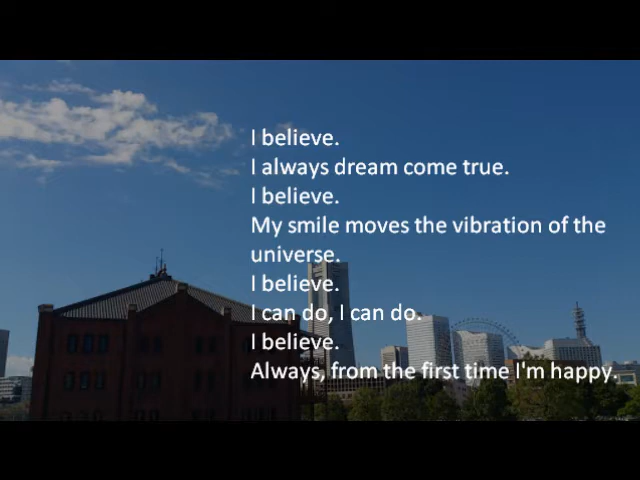 I believe.
I always dream come true.
I believe.
My smile moves the vibration of the
universe.
I believe.
I can do, I can do.
I believe.
Always, from the first time I'm happy.